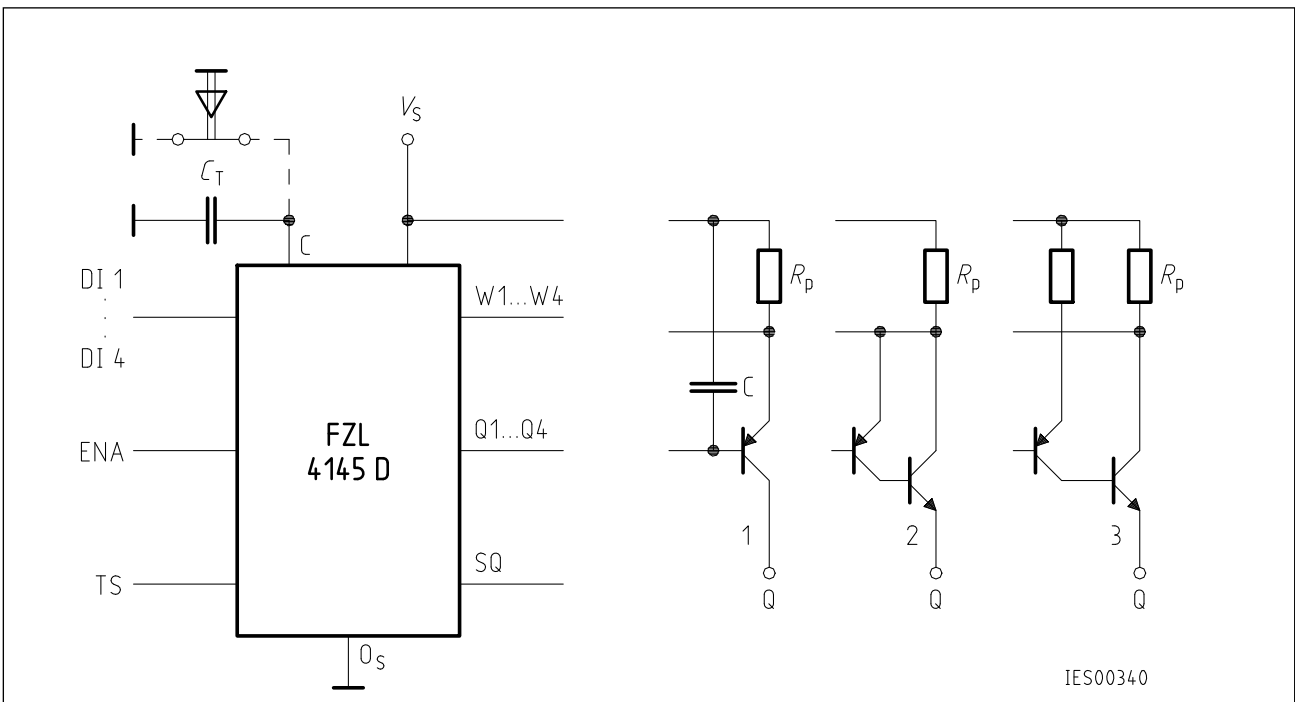 V_S
C_T
C
DI 1
W1...W4
R_p
R_p
R_p
DI 4
C
FZL
4145 D
ENA
Q1...Q4
1
2
3
SQ
TS
Q
Q
Q
0_S
IES00340